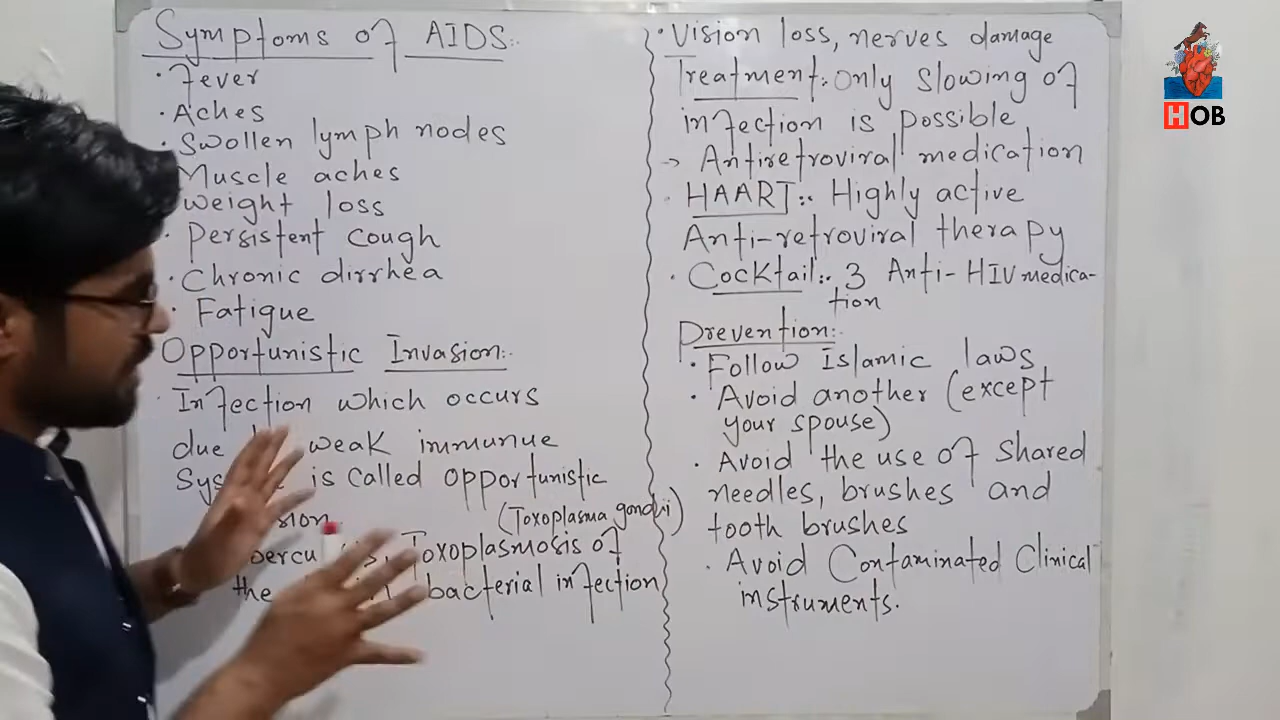 Symptoms of AIDS:.
· Fever
· Aches
· Swollen lymph nodes
Muscle aches
weight loss
· Persistent cough
· Chronic dirrhea
· Fatigue
Opportunistic Invasion:.
· Infection which occurs
due weak immunue
is called opportunistic
(Toxoplasma gondii)
Toxoplasmosis of
the bacterial infection
· Vision loss, nerves damage
Treatment:. Only slowing of
infection is possible
→ Antiretroviral medication
· HAART:. Highly active
Anti-retroviral therapy
· Cocktail:. 3 Anti-HIV medica-
tion
Prevention:.
· Follow Islamic laws
· Avoid another (except
your spouse)
· Avoid the use of shared
needles, brushes and
tooth brushes
· Avoid Contaminated Clinical
instruments.
HOB